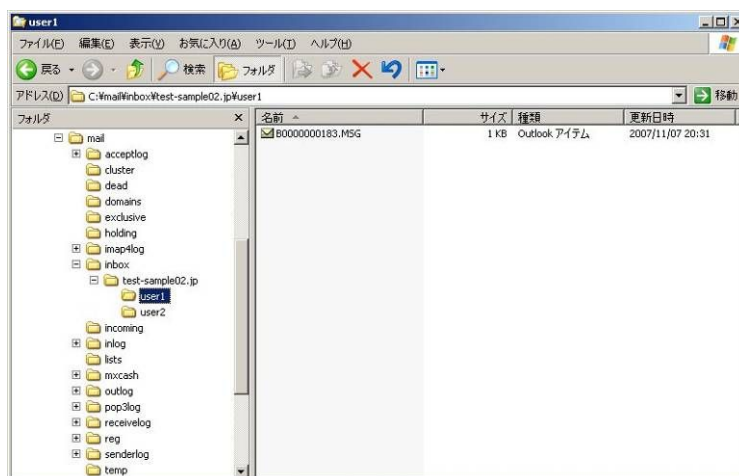 user1
ファイル(F) 編集(E) 表示(V) お気に入り(A) ツール(T) ヘルプ(H)
戻る 検索 フォルダ
アドレス(D) C:¥mail¥inbox¥test-sample02.jp¥user1 移動
フォルダ × 名前 サイズ 種類 更新日時
mail
acceptlog
cluster
dead
domains
exclusive
holding
imap4log
inbox
test-sample02.jp
user1
user2
incoming
inlog
lists
mxcash
outlog
pop3log
receivelog
reg
senderlog
temp
B0000000183.MSG 1 KB Outlook アイテム 2007/11/07 20:31